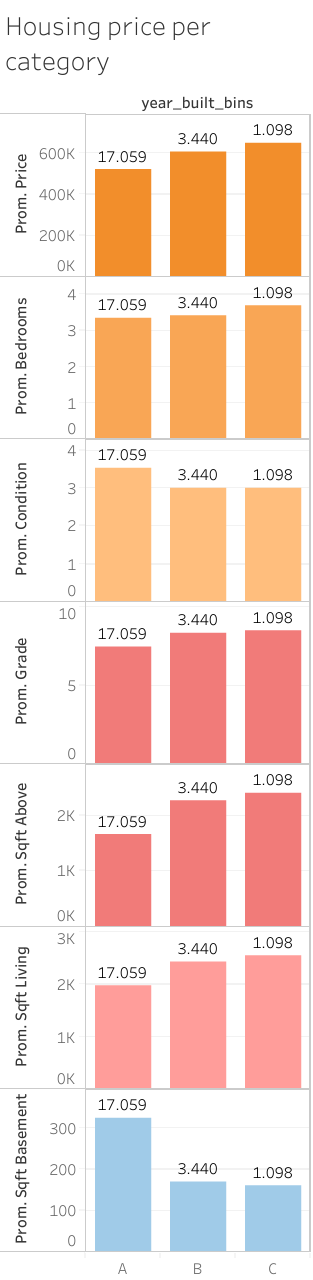 Housing price per
category
year_built_bins
Prom. Price
600K
400K
200K
0K
17.059
3.440
1.098
Prom. Bedrooms
4
3
2
1
0
17.059
3.440
1.098
Prom. Condition
4
3
2
1
0
17.059
3.440
1.098
Prom. Grade
10
5
0
17.059
3.440
1.098
Prom. Sqft Above
2K
1K
0K
17.059
3.440
1.098
Prom. Sqft Living
3K
2K
1K
0K
17.059
3.440
1.098
Prom. Sqft Basement
300
200
100
0
17.059
3.440
1.098
A B C